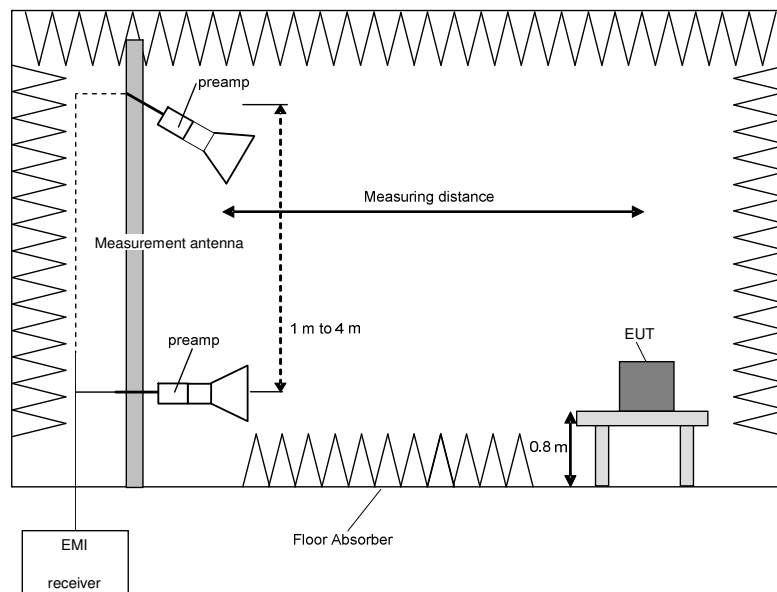 preamp
Measuring distance
Measurement antenna
1 m to 4 m
preamp
EUT
0.8 m
Floor Absorber
EMI
receiver